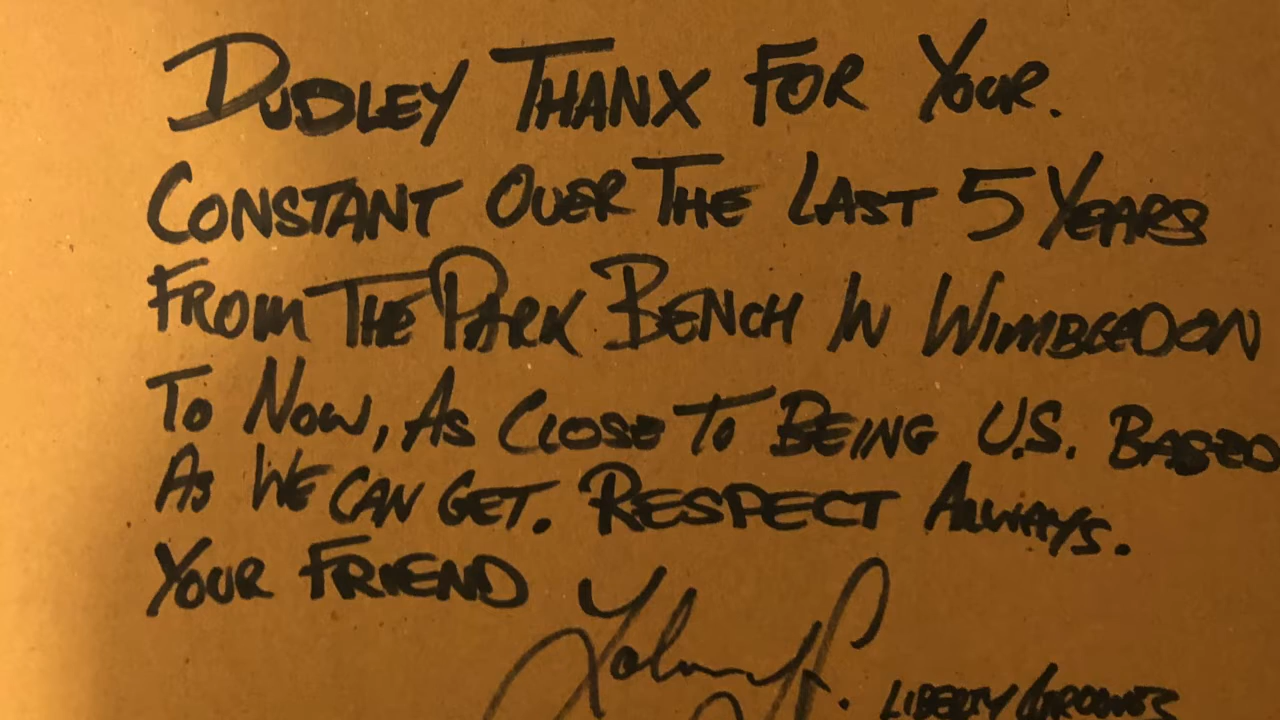 DUDLEY THANX FOR YOUR.
CONSTANT OVER THE LAST 5 YEARS
FROM THE PARK BENCH IN WIMBLEDON
TO NOW, AS CLOSE TO BEING U.S. BASED
AS WE CAN GET. RESPECT ALWAYS.
YOUR FRIEND
LIBERTY GROOVES